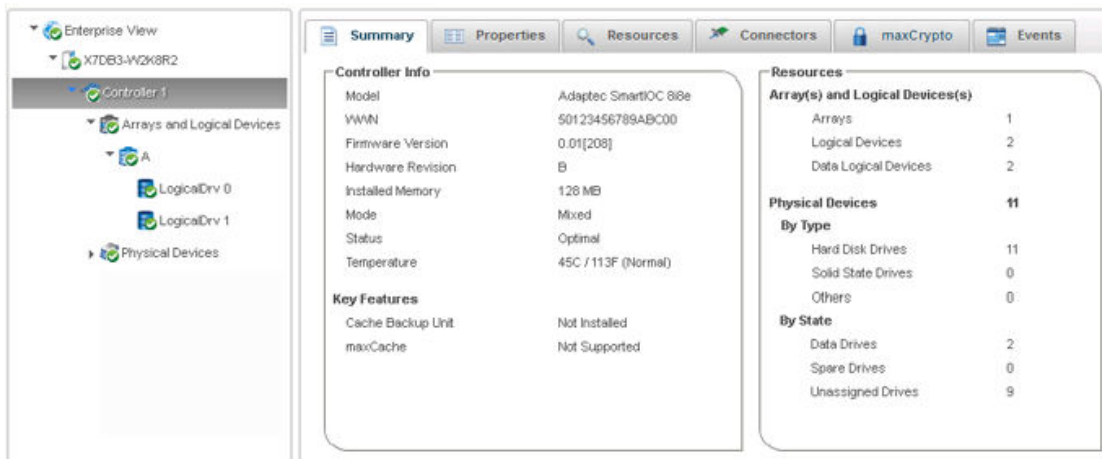 Enterprise View
X7DB3-W2K8R2
Controller 1
Arrays and Logical Devices
A
LogicalDrv 0
LogicalDrv 1
Physical Devices
Summary Properties Resources Connectors maxCrypto Events
Controller Info
Model Adaptec SmartIOC 8i8e
WWN 50123456789ABC00
Firmware Version 0.01[208]
Hardware Revision B
Installed Memory 128 MB
Mode Mixed
Status Optimal
Temperature 45C / 113F (Normal)
Key Features
Cache Backup Unit Not Installed
maxCache Not Supported
Resources
Array(s) and Logical Devices(s)
Arrays 1
Logical Devices 2
Data Logical Devices 2
Physical Devices 11
By Type
Hard Disk Drives 11
Solid State Drives 0
Others 0
By State
Data Drives 2
Spare Drives 0
Unassigned Drives 9